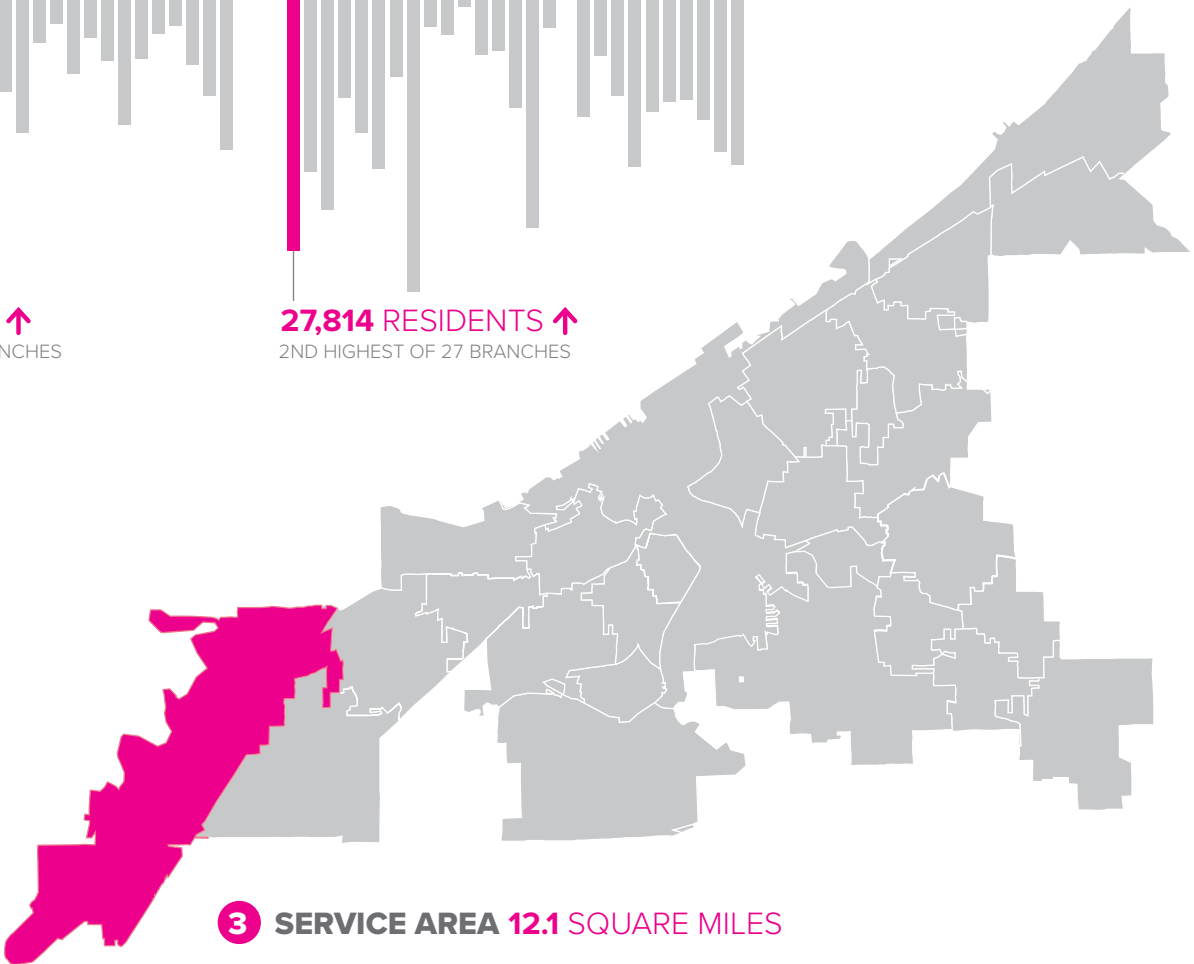 27,814 RESIDENTS ↑
2ND HIGHEST OF 27 BRANCHES
3 SERVICE AREA 12.1 SQUARE MILES